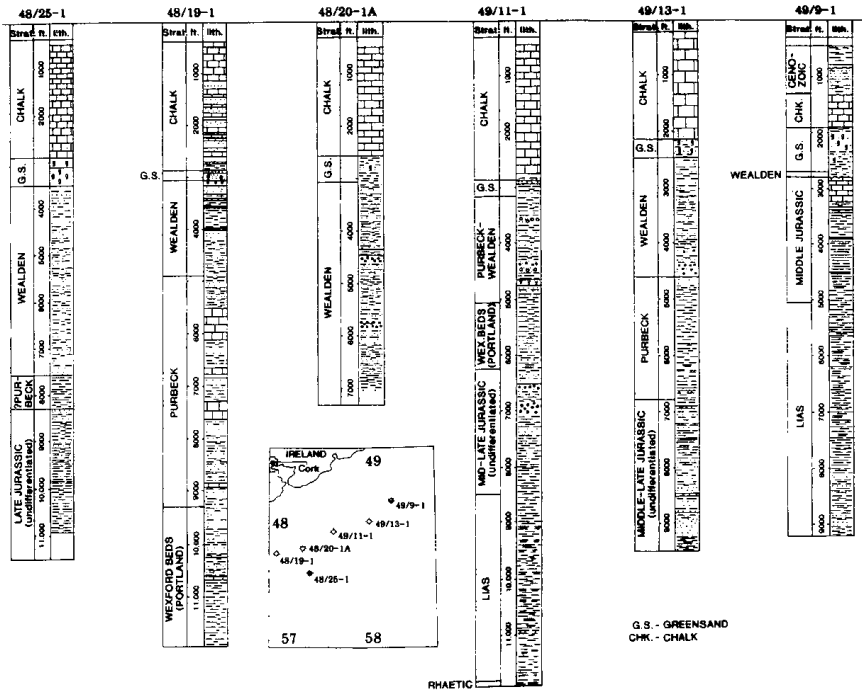 48/25-1
Strat. ft. lith.
CHALK
G.S.
WEALDEN
?PUR-
BECK
LATE JURASSIC
(undifferentiated)
1000
2000
4000
5000
6000
7000
8000
9000
10.000
11.000
48/19-1
Strat. ft. lith.
CHALK
G.S.
WEALDEN
PURBECK
WEXFORD BEDS
(PORTLAND)
1000
2000
4000
6000
7000
8000
9000
10.000
11.000
48/20-1A
Strat. ft. lith.
CHALK
G.S.
WEALDEN
1000
2000
4000
5000
6000
7000
49/11-1
Strat. ft. lith.
CHALK
G.S.
PURBECK-
WEALDEN
WEX.BEDS
(PORTLAND)
MID-LATE JURASSIC
(undifferentiated)
LIAS
RHAETIC
1000
2000
4000
5000
6000
7000
8000
9000
10.000
11.000
49/13-1
Strat. ft. lith.
CHALK
G.S.
WEALDEN
PURBECK
MIDDLE-LATE JURASSIC
(undifferentiated)
1000
2000
3000
4000
5000
6000
7000
8000
9000
49/9-1
Strat. ft. lith.
CENO-
ZOIC
CHK.
G.S.
WEALDEN
MIDDLE JURASSIC
LIAS
1000
2000
3000
4000
5000
6000
7000
8000
9000
IRELAND
Cork
49
48
49/9-1
49/13-1
49/11-1
48/20-1A
48/19-1
48/25-1
57
58
G.S. - GREENSAND
CHK. - CHALK